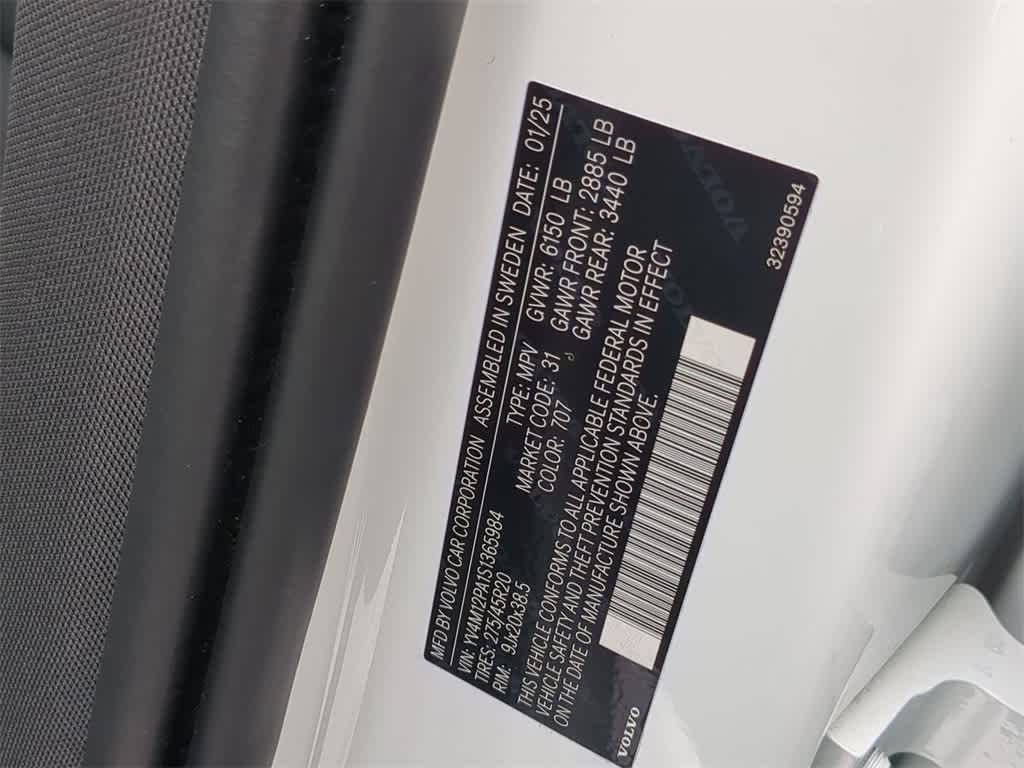 MFD BY VOLVO CAR CORPORATION ASSEMBLED IN SWEDEN DATE: 01/25
VIN: YV4M12PA1S1365984 TYPE: MPV GVWR: 6150 LB
TIRES: 275/45R20 MARKET CODE: 31 GAWR FRONT: 2885 LB
RIM: 9Jx20x38.5 COLOR: 707 GAWR REAR: 3440 LB
THIS VEHICLE CONFORMS TO ALL APPLICABLE FEDERAL MOTOR
VEHICLE SAFETY AND THEFT PREVENTION STANDARDS IN EFFECT
ON THE DATE OF MANUFACTURE SHOWN ABOVE.
VOLVO
32390594
VOLVO